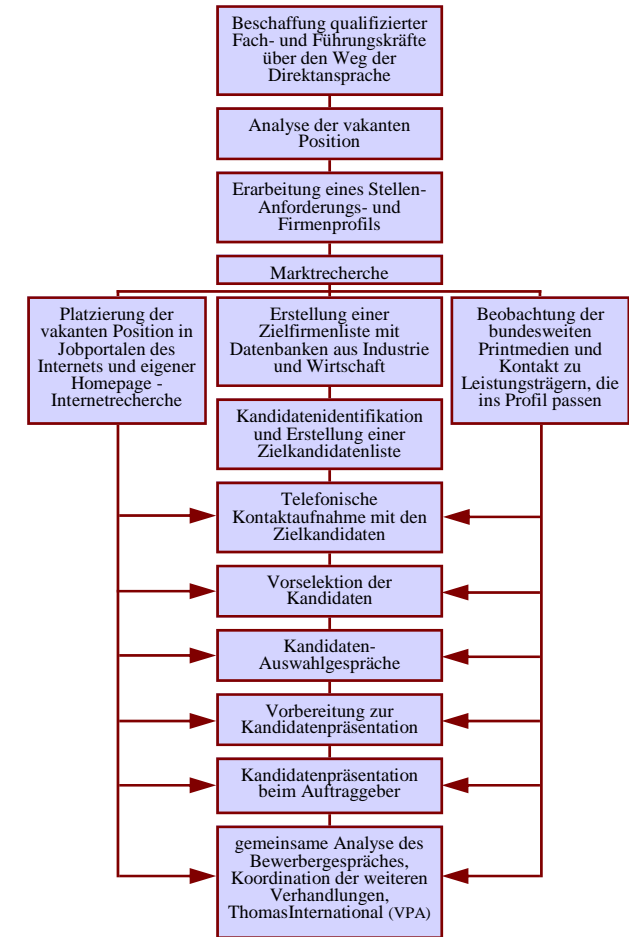 Beschaffung qualifizierter
Fach- und Führungskräfte
über den Weg der
Direktansprache
Analyse der vakanten
Position
Erarbeitung eines Stellen-
Anforderungs- und
Firmenprofils
Marktrecherche
Platzierung der
vakanten Position in
Jobportalen des
Internets und eigener
Homepage -
Internetrecherche
Erstellung einer
Zielfirmenliste mit
Datenbanken aus Industrie
und Wirtschaft
Beobachtung der
bundesweiten
Printmedien und
Kontakt zu
Leistungsträgern, die
ins Profil passen
Kandidatenidentifikation
und Erstellung einer
Zielkandidatenliste
Telefonische
Kontaktaufnahme mit den
Zielkandidaten
Vorselektion der
Kandidaten
Kandidaten-
Auswahlgespräche
Vorbereitung zur
Kandidatenpräsentation
Kandidatenpräsentation
beim Auftraggeber
gemeinsame Analyse des
Bewerbergespräches,
Koordination der weiteren
Verhandlungen,
ThomasInternational (VPA)